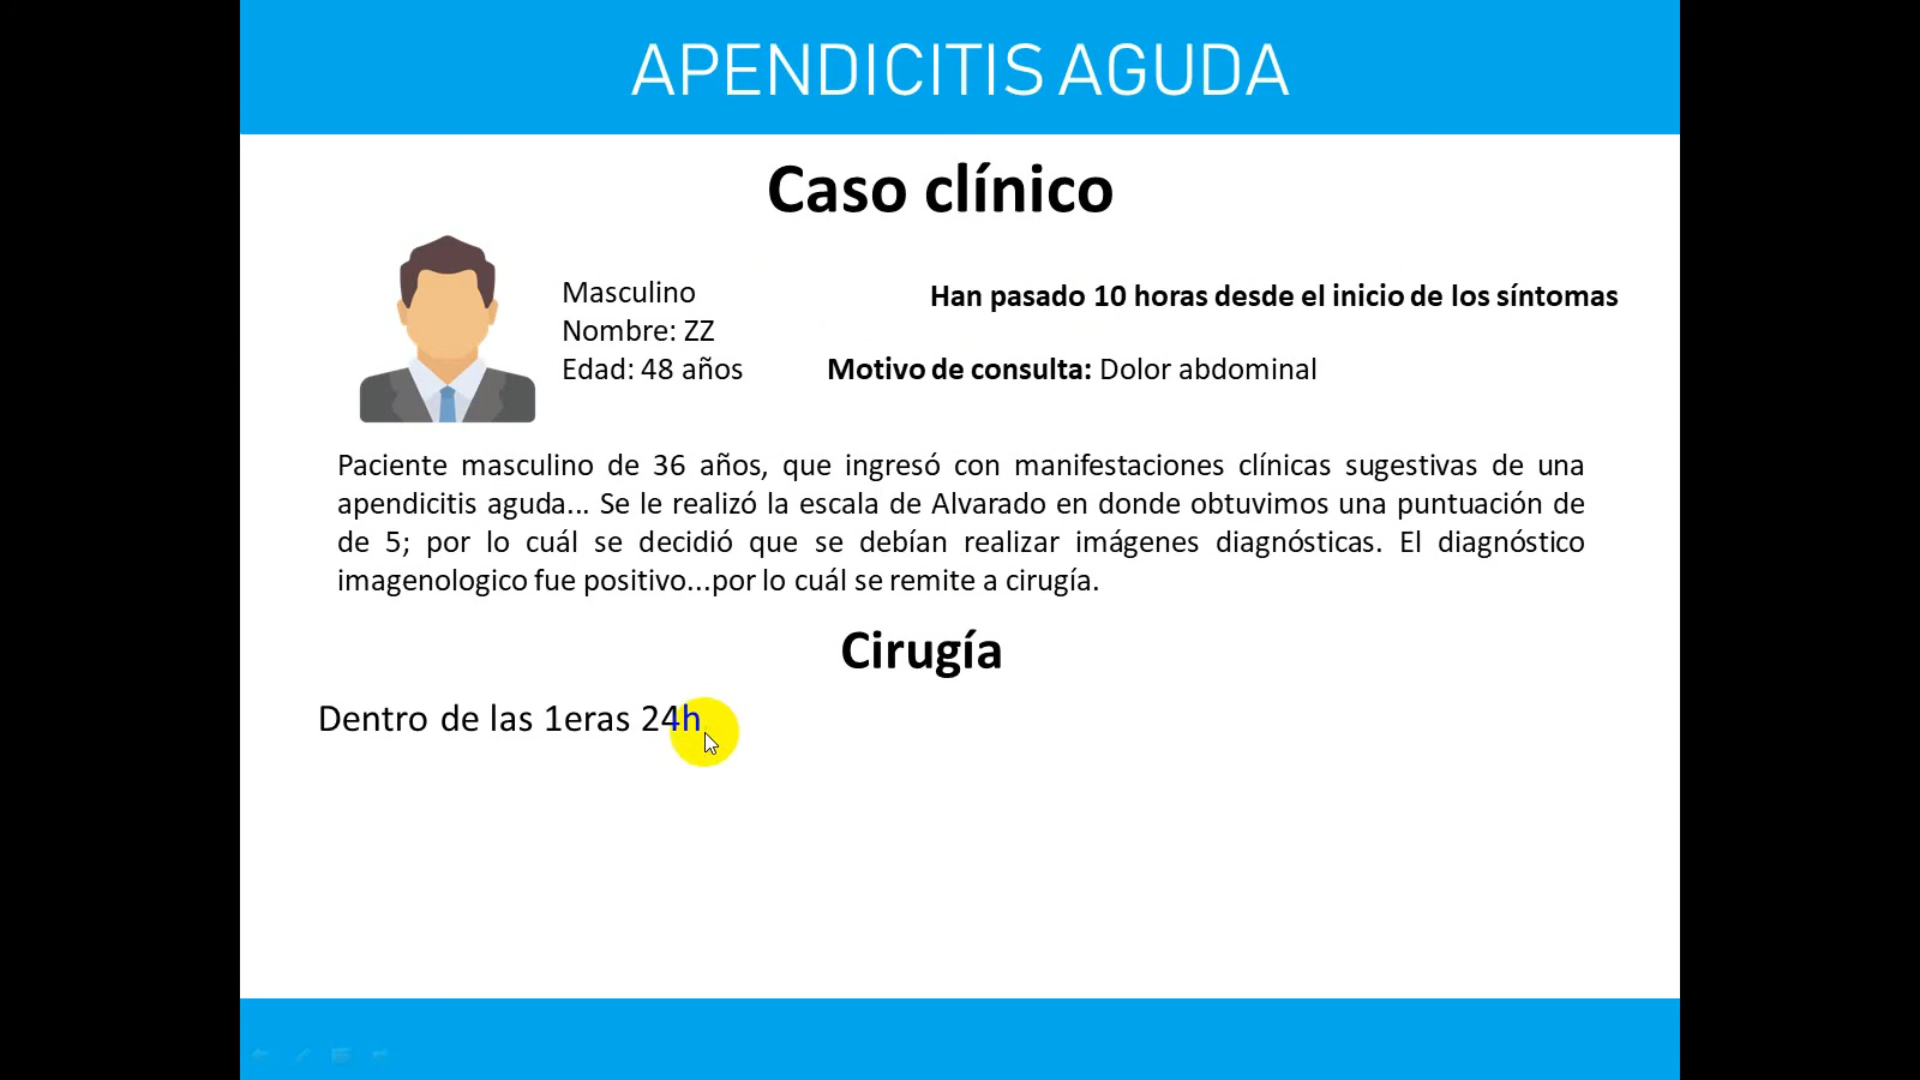 APENDICITIS AGUDA
Caso clínico
Masculino
Nombre: ZZ
Edad: 48 años
Han pasado 10 horas desde el inicio de los síntomas
Motivo de consulta: Dolor abdominal
Paciente masculino de 36 años, que ingresó con manifestaciones clínicas sugestivas de una
apendicitis aguda... Se le realizó la escala de Alvarado en donde obtuvimos una puntuación de
de 5; por lo cuál se decidió que se debían realizar imágenes diagnósticas. El diagnóstico
imagenologico fue positivo...por lo cuál se remite a cirugía.
Cirugía
Dentro de las 1eras 24h